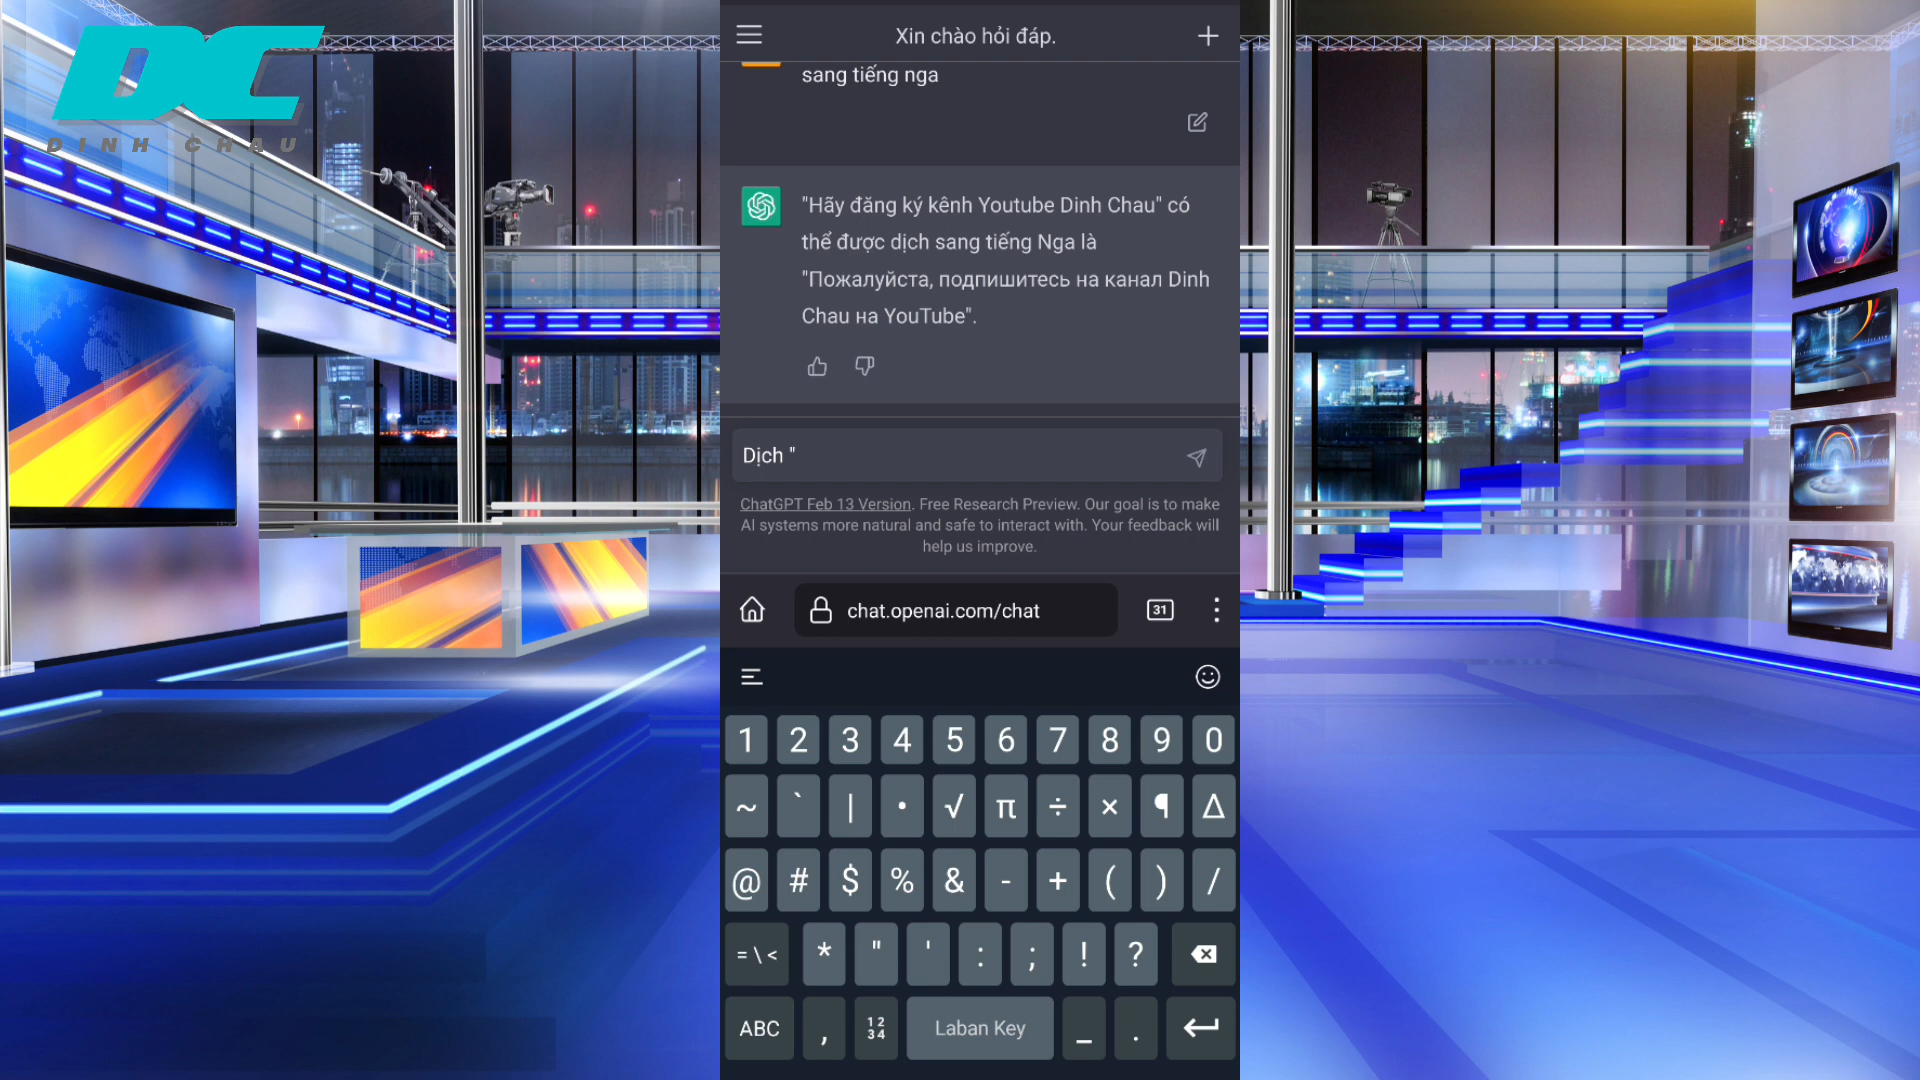 DC
DINH CHAU
Xin chào hỏi đáp.
sang tiếng nga
"Hãy đăng ký kênh Youtube Dinh Chau" có
thể được dịch sang tiếng Nga là
"Пожалуйста, подпишитесь на канал Dinh
Chau на YouTube".
Dịch "
ChatGPT Feb 13 Version. Free Research Preview. Our goal is to make
AI systems more natural and safe to interact with. Your feedback will
help us improve.
chat.openai.com/chat
31
1 2 3 4 5 6 7 8 9 0
~ ` | • √ π ÷ × ¶ Δ
@ # $ % & - + ( ) /
= \ < * " ' : ; ! ?
ABC , 12 34 Laban Key _ .